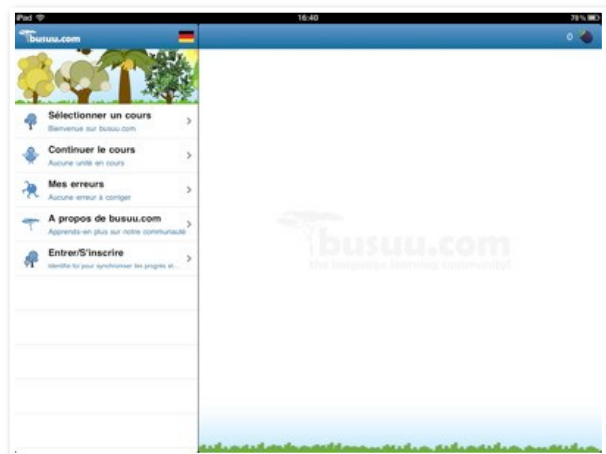 iPad 16:40 78 %
busuu.com 0
Sélectionner un cours
Bienvenue sur busuu.com
Continuer le cours
Aucune unité en cours
Mes erreurs
Aucune erreur à corriger
A propos de busuu.com
Apprends-en plus sur notre communauté
Entrer/S'inscrire
Identifie toi pour synchroniser tes progrès et...
busuu.com
the language learning community!